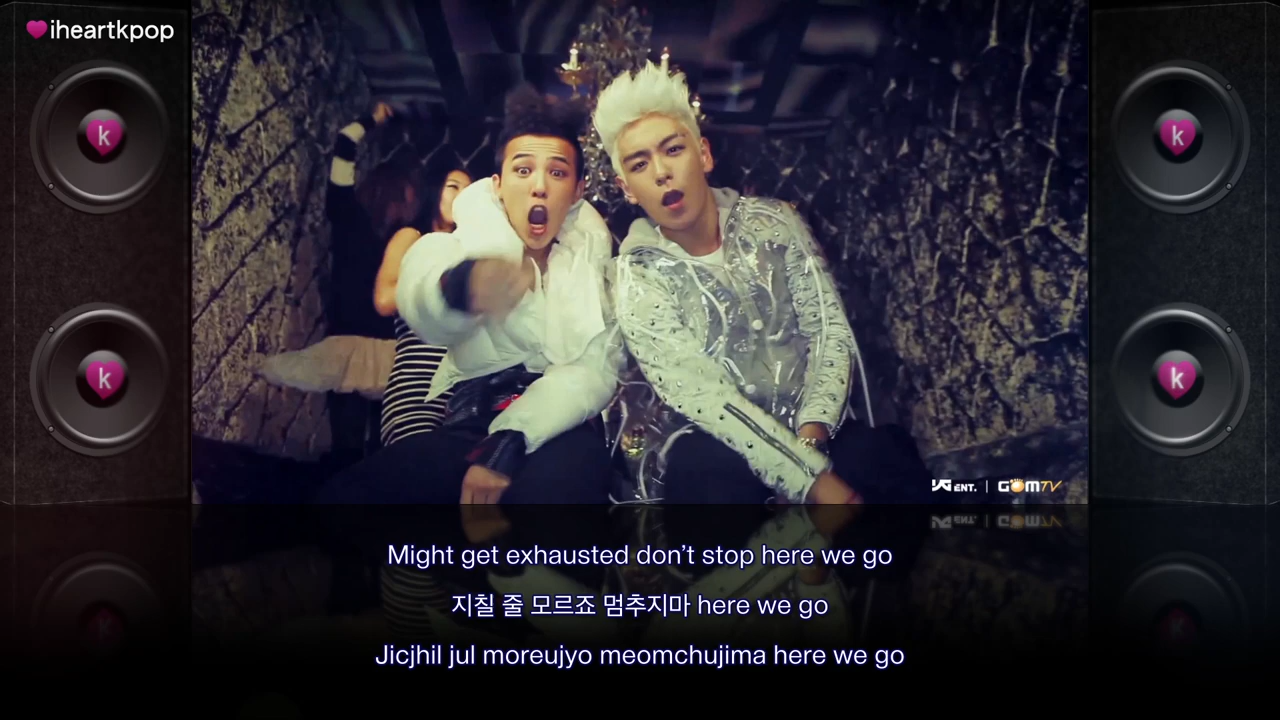 iheartkpop
k
k
k
k
YG ENT. | GOMTV
Might get exhausted don't stop here we go
지칠 줄 모르죠 멈추지마 here we go
Jicjhil jul moreujyo meomchujima here we go